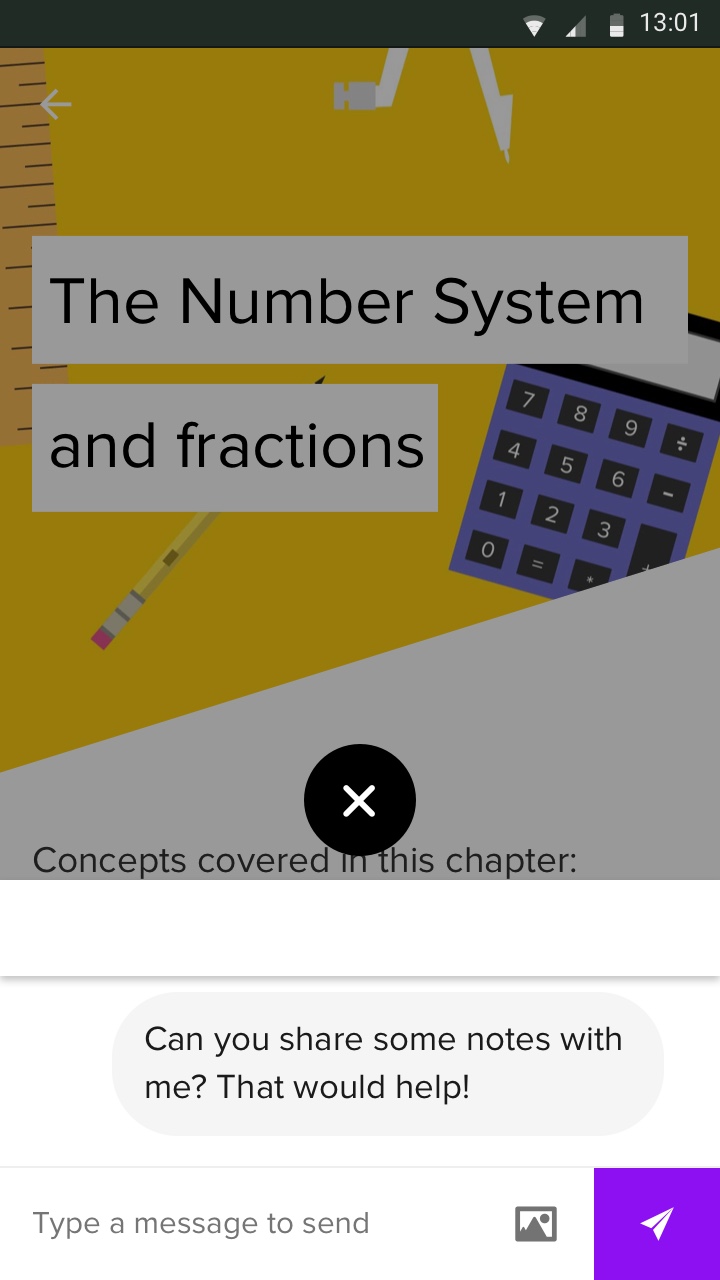 13:01
The Number System
and fractions
7 8 9 ÷
4 5 6 -
1 2 3
0 = * +
Concepts covered in this chapter:
Can you share some notes with
me? That would help!
Type a message to send